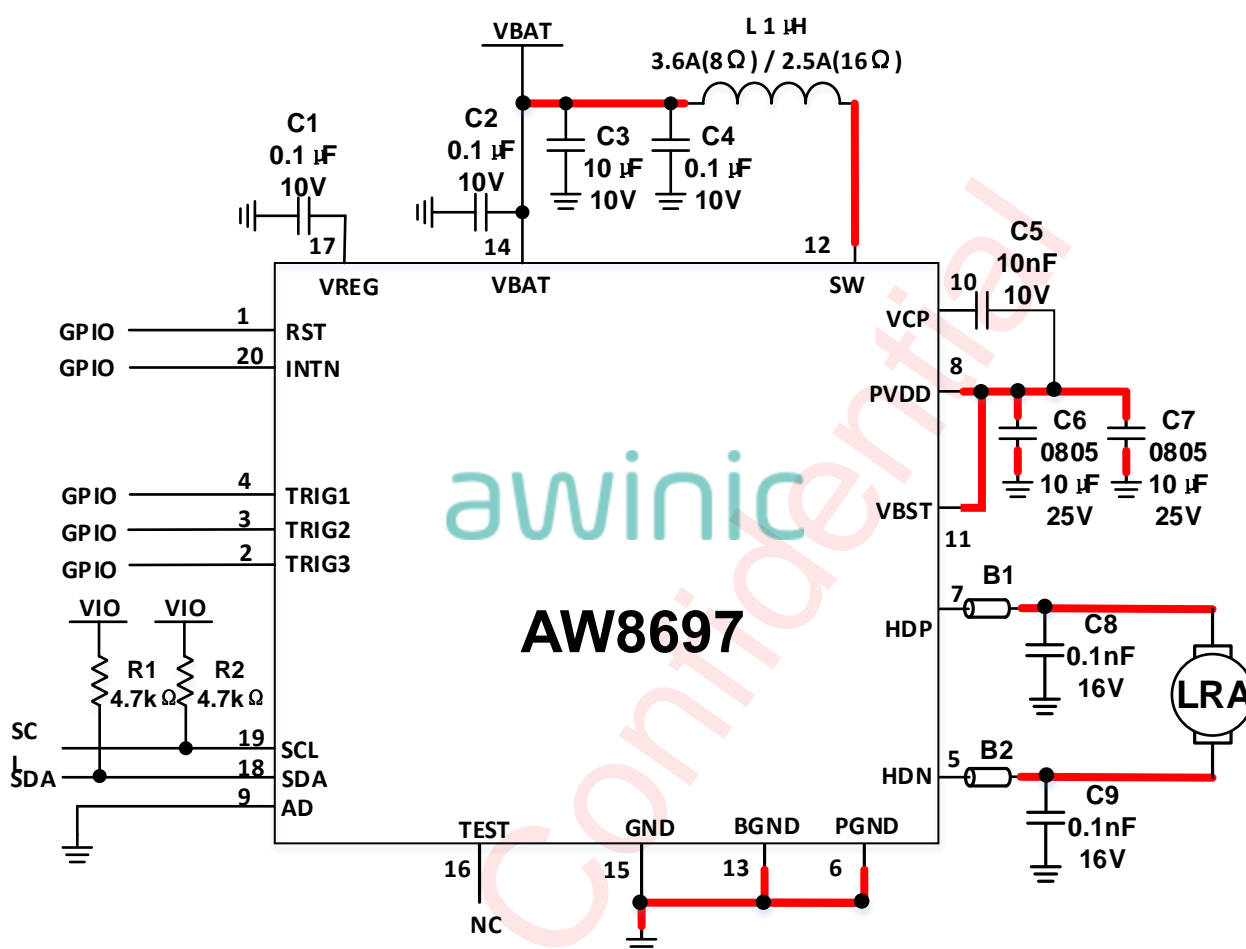 L 1 μH
3.6A(8Ω) / 2.5A(16Ω)
VBAT
C1
0.1 μF
10V
C2
0.1 μF
10V
C3
10 μF
10V
C4
0.1 μF
10V
17
14
12
VREG
VBAT
SW
C5
10nF
10V
10
VCP
8
PVDD
C6
0805
10 μF
25V
C7
0805
10 μF
25V
VBST
11
GPIO
1
RST
GPIO
20
INTN
GPIO
4
TRIG1
GPIO
3
TRIG2
GPIO
2
TRIG3
awinic
AW8697
Confidential
VIO
VIO
R1
4.7kΩ
R2
4.7kΩ
SC
L
19
SCL
SDA
18
SDA
9
AD
B1
7
HDP
C8
0.1nF
16V
LRA
B2
5
HDN
C9
0.1nF
16V
TEST
GND
BGND
PGND
16
15
13
6
NC